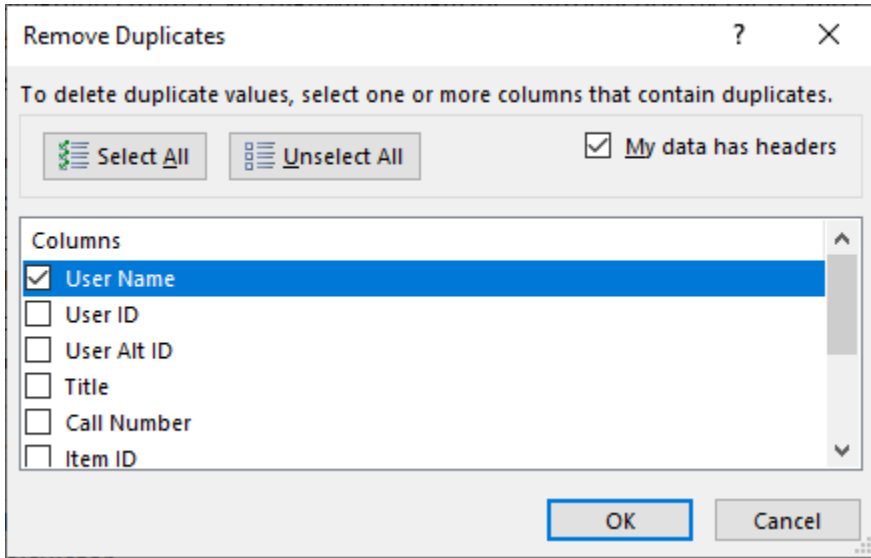 Remove Duplicates
To delete duplicate values, select one or more columns that contain duplicates.
Select All
Unselect All
My data has headers
Columns
User Name
User ID
User Alt ID
Title
Call Number
Item ID
OK
Cancel